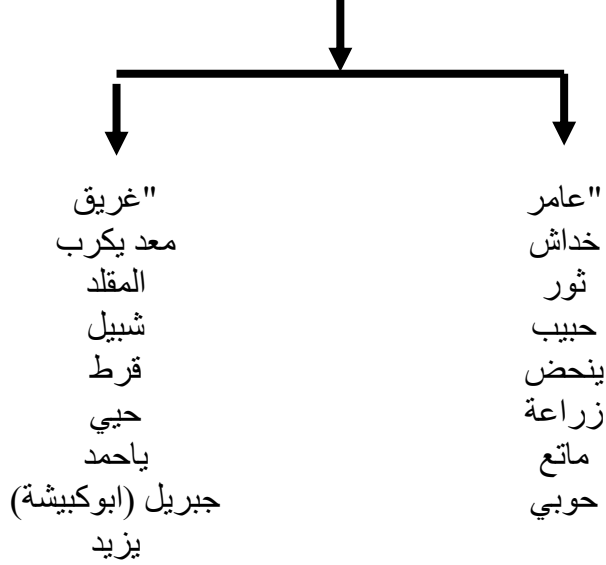 "عامر
خداش
ثور
حبيب
ينحض
زراعة
ماتع
حوبي
"غريق
معد يكرب
المقلد
شبيل
قرط
حيي
ياحمد
جبريل (ابوكبيشة)
يزيد